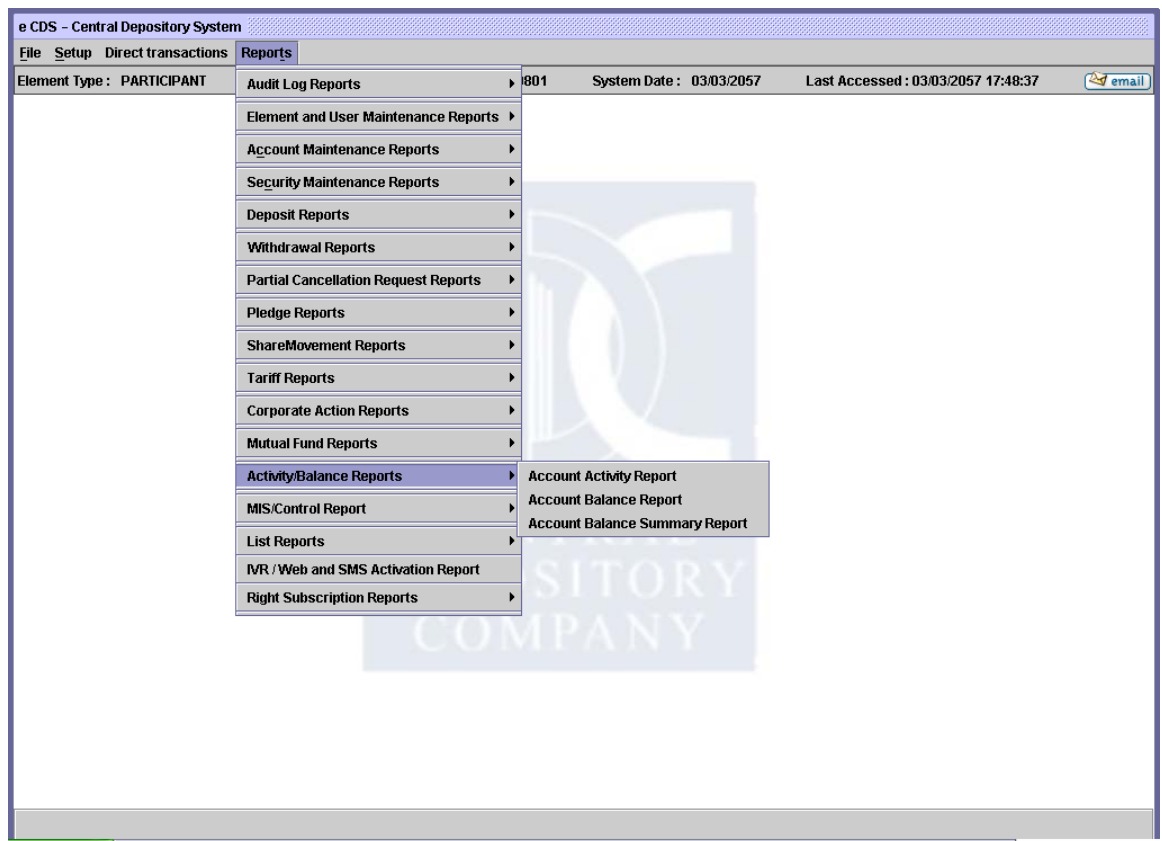 e CDS – Central Depository System
File Setup Direct transactions Reports
Element Type : PARTICIPANT 801 System Date : 03/03/2057 Last Accessed : 03/03/2057 17:48:37 email
Audit Log Reports
Element and User Maintenance Reports
Account Maintenance Reports
Security Maintenance Reports
Deposit Reports
Withdrawal Reports
Partial Cancellation Request Reports
Pledge Reports
ShareMovement Reports
Tariff Reports
Corporate Action Reports
Mutual Fund Reports
Activity/Balance Reports
Account Activity Report
Account Balance Report
Account Balance Summary Report
MIS/Control Report
List Reports
IVR / Web and SMS Activation Report
Right Subscription Reports
SITORY
COMPANY